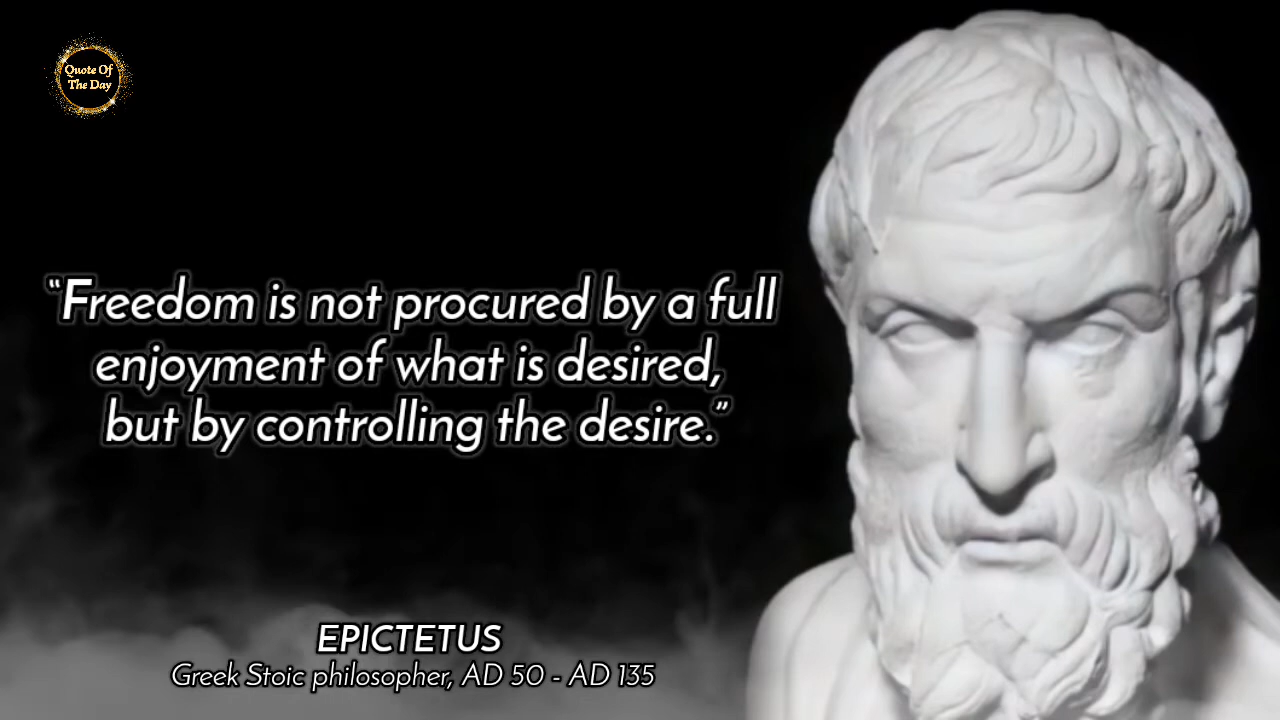 Quote Of
The Day
“Freedom is not procured by a full
enjoyment of what is desired,
but by controlling the desire.”
EPICTETUS
Greek Stoic philosopher, AD 50 - AD 135